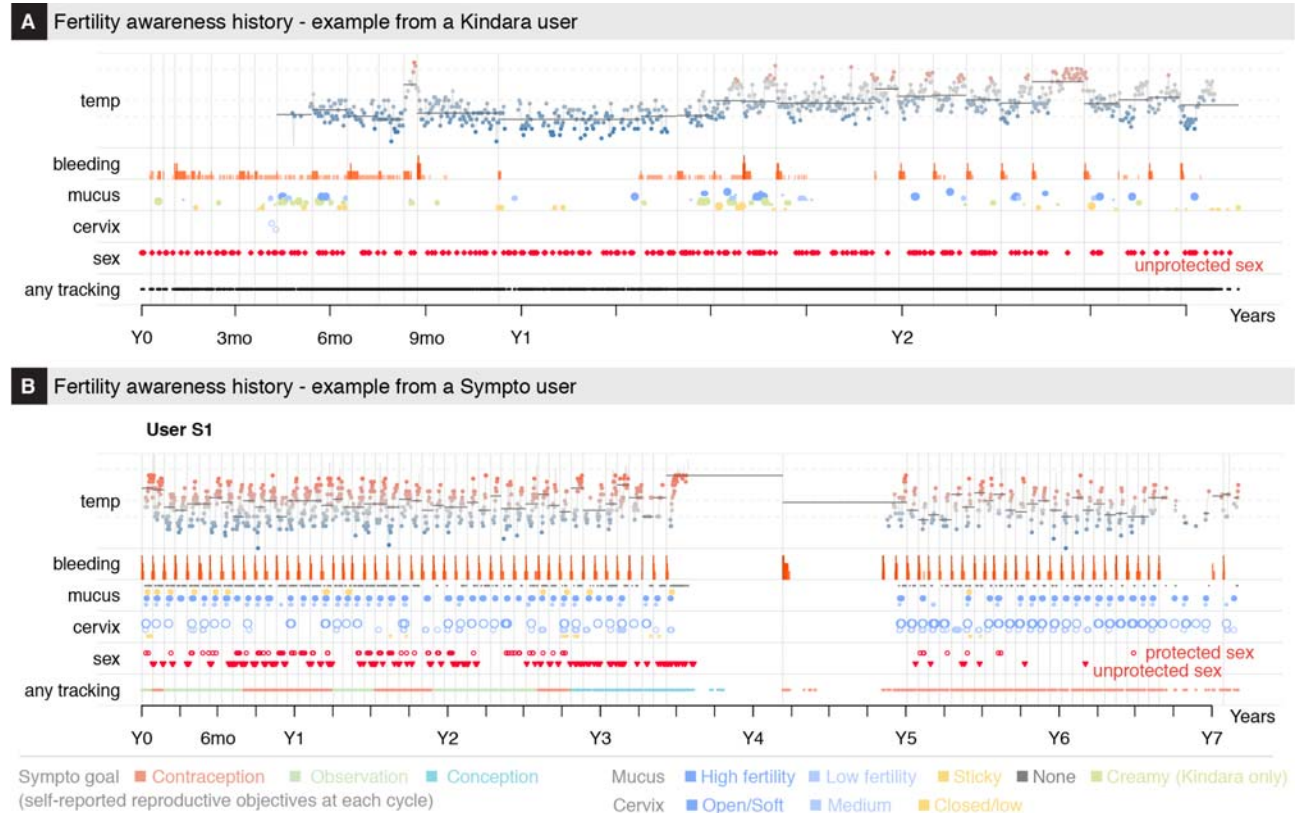 A Fertility awareness history - example from a Kindara user
temp
bleeding
mucus
cervix
sex
unprotected sex
any tracking
Years
Y0 3mo 6mo 9mo Y1 Y2
B Fertility awareness history - example from a Sympto user
User S1
temp
bleeding
mucus
cervix
sex
protected sex
unprotected sex
any tracking
Years
Y0 6mo Y1 Y2 Y3 Y4 Y5 Y6 Y7
Sympto goal Contraception Observation Conception Mucus High fertility Low fertility Sticky None Creamy (Kindara only)
(self-reported reproductive objectives at each cycle) Cervix Open/Soft Medium Closed/low